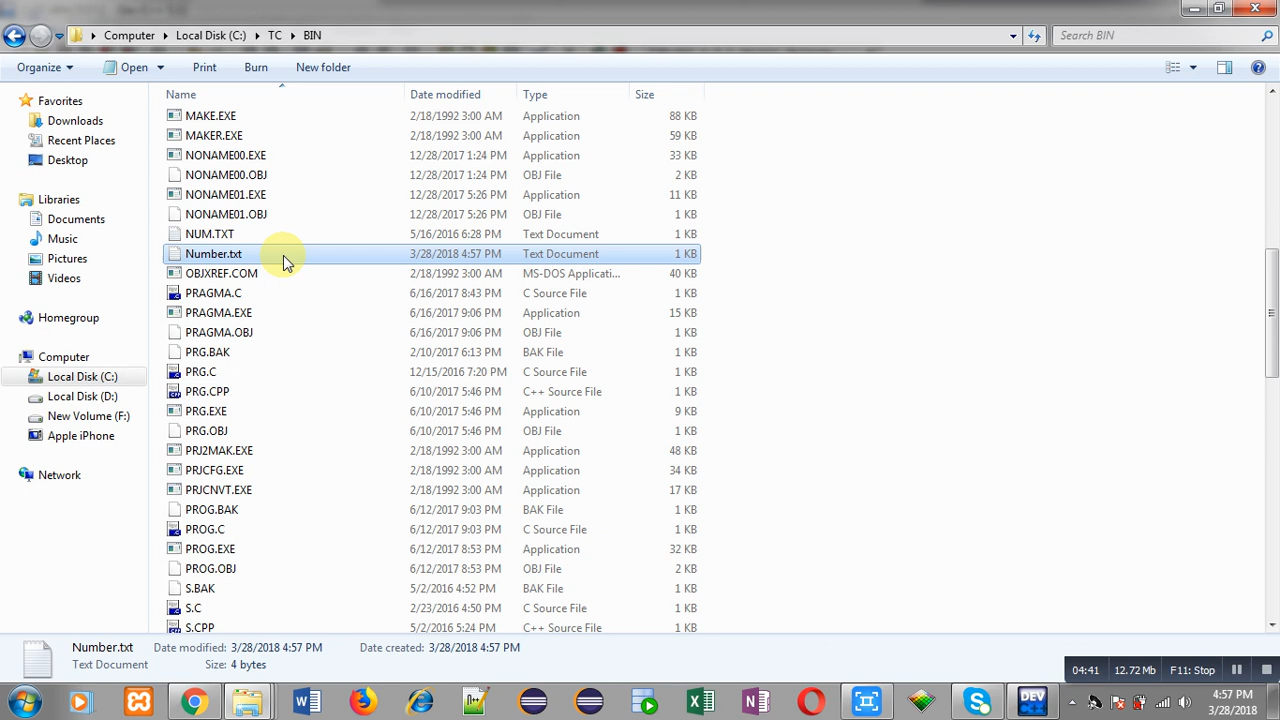 Computer Local Disk (C:) TC BIN Search BIN
Organize Open Print Burn New folder
Name Date modified Type Size
Favorites
Downloads
Recent Places
Desktop
Libraries
Documents
Music
Pictures
Videos
Homegroup
Computer
Local Disk (C:)
Local Disk (D:)
New Volume (F:)
Apple iPhone
Network
MAKE.EXE 2/18/1992 3:00 AM Application 88 KB
MAKER.EXE 2/18/1992 3:00 AM Application 59 KB
NONAME00.EXE 12/28/2017 1:24 PM Application 33 KB
NONAME00.OBJ 12/28/2017 1:24 PM OBJ File 2 KB
NONAME01.EXE 12/28/2017 5:26 PM Application 11 KB
NONAME01.OBJ 12/28/2017 5:26 PM OBJ File 1 KB
NUM.TXT 5/16/2016 6:28 PM Text Document 1 KB
Number.txt 3/28/2018 4:57 PM Text Document 1 KB
OBJXREF.COM 2/18/1992 3:00 AM MS-DOS Applicati... 40 KB
PRAGMA.C 6/16/2017 8:43 PM C Source File 1 KB
PRAGMA.EXE 6/16/2017 9:06 PM Application 15 KB
PRAGMA.OBJ 6/16/2017 9:06 PM OBJ File 1 KB
PRG.BAK 2/10/2017 6:13 PM BAK File 1 KB
PRG.C 12/15/2016 7:20 PM C Source File 1 KB
PRG.CPP 6/10/2017 5:46 PM C++ Source File 1 KB
PRG.EXE 6/10/2017 5:46 PM Application 9 KB
PRG.OBJ 6/10/2017 5:46 PM OBJ File 1 KB
PRJ2MAK.EXE 2/18/1992 3:00 AM Application 48 KB
PRJCFG.EXE 2/18/1992 3:00 AM Application 34 KB
PRJCNVT.EXE 2/18/1992 3:00 AM Application 17 KB
PROG.BAK 6/12/2017 9:03 PM BAK File 1 KB
PROG.C 6/12/2017 9:03 PM C Source File 1 KB
PROG.EXE 6/12/2017 8:53 PM Application 32 KB
PROG.OBJ 6/12/2017 8:53 PM OBJ File 2 KB
S.BAK 5/2/2016 4:52 PM BAK File 1 KB
S.C 2/23/2016 4:50 PM C Source File 1 KB
S.CPP 5/2/2016 5:24 PM C++ Source File 1 KB
Number.txt Date modified: 3/28/2018 4:57 PM Date created: 3/28/2018 4:57 PM
Text Document Size: 4 bytes
04:41 12.72 Mb F11: Stop
DEV
4:57 PM
3/28/2018